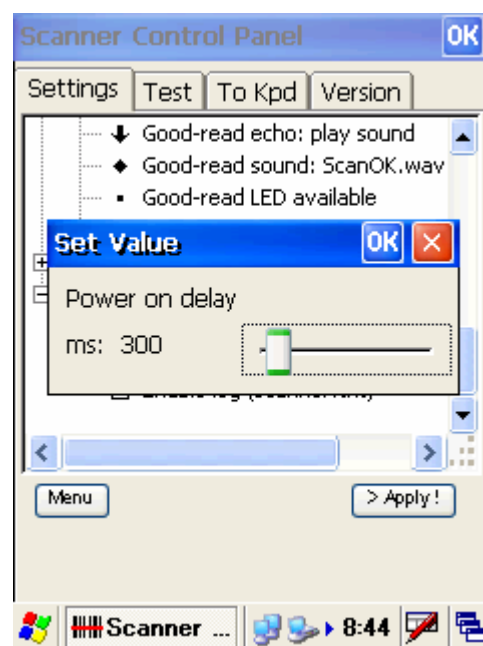 Scanner Control Panel OK
Settings Test To Kpd Version
Good-read echo: play sound
Good-read sound: ScanOK.wav
Good-read LED available
Set Value OK
Power on delay
ms: 300
Menu > Apply !
Scanner ... 8:44